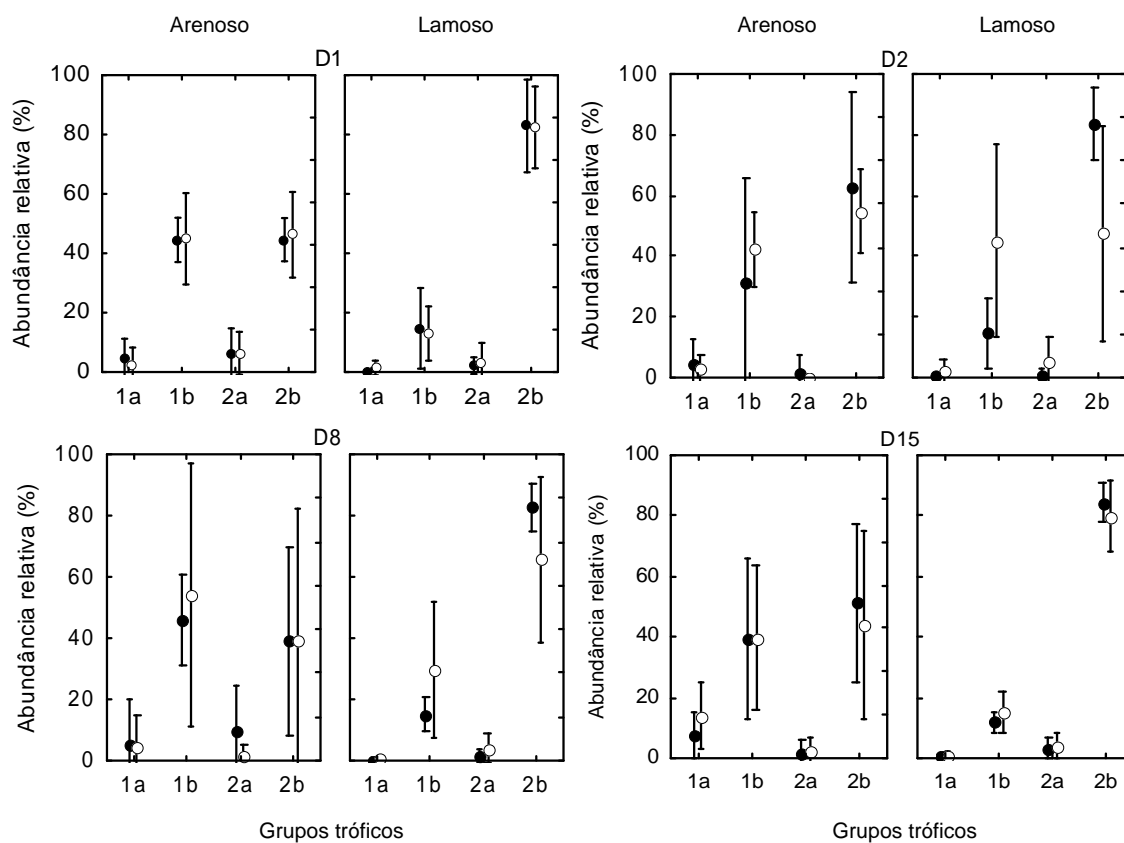 Arenoso Lamoso Arenoso Lamoso
D1 D2
Abundância relativa (%)
100
80
60
40
20
0
1a 1b 2a 2b 1a 1b 2a 2b
Abundância relativa (%)
100
80
60
40
20
0
1a 1b 2a 2b 1a 1b 2a 2b
D8 D15
Abundância relativa (%)
100
80
60
40
20
0
1a 1b 2a 2b 1a 1b 2a 2b
Abundância relativa (%)
100
80
60
40
20
0
1a 1b 2a 2b 1a 1b 2a 2b
Grupos tróficos Grupos tróficos